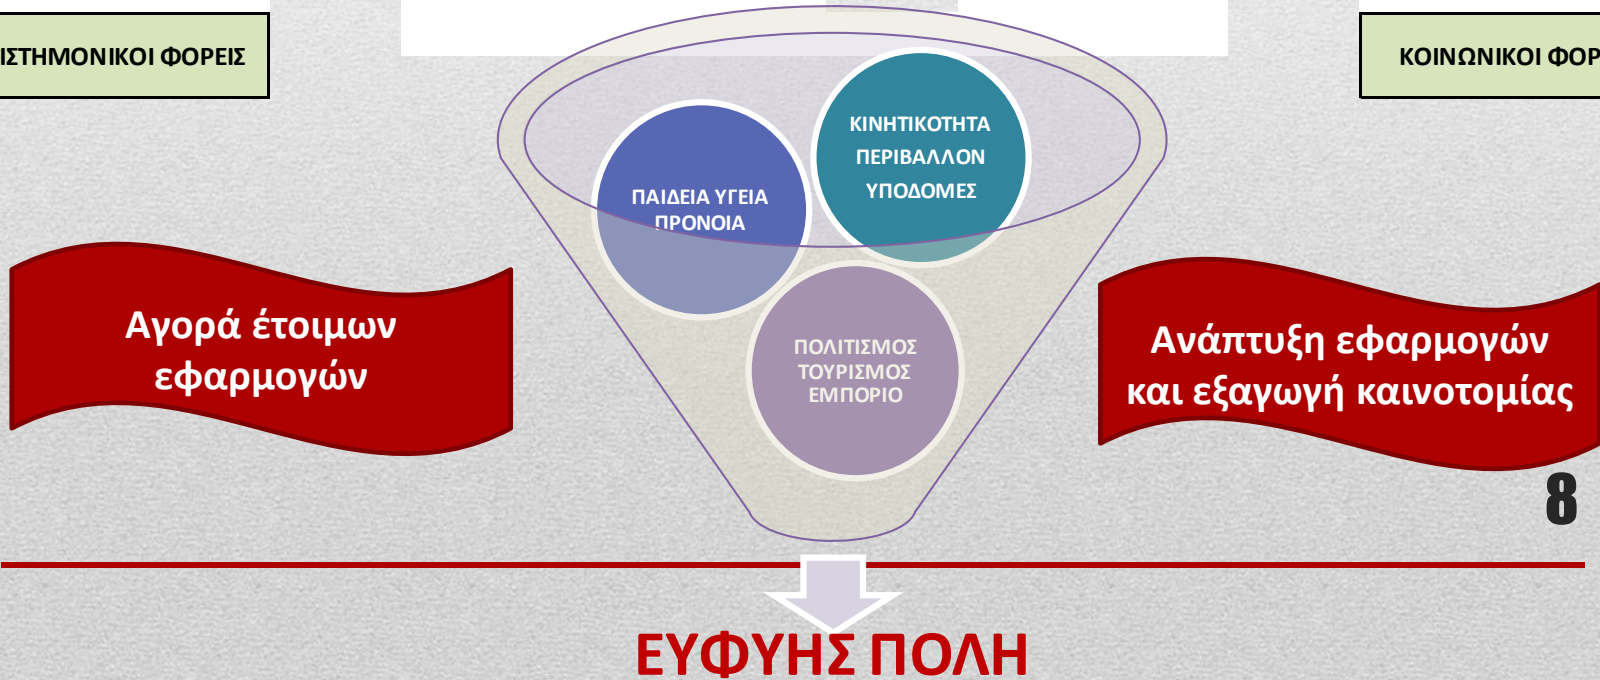 ΙΣΤΗΜΟΝΙΚΟΙ ΦΟΡΕΙΣ
ΚΟΙΝΩΝΙΚΟΙ ΦΟΡ
ΚΙΝΗΤΙΚΟΤΗΤΑ
ΠΕΡΙΒΑΛΛΟΝ
ΥΠΟΔΟΜΕΣ
ΠΑΙΔΕΙΑ ΥΓΕΙΑ
ΠΡΟΝΟΙΑ
ΠΟΛΙΤΙΣΜΟΣ
ΤΟΥΡΙΣΜΟΣ
ΕΜΠΟΡΙΟ
Αγορά έτοιμων
εφαρμογών
Ανάπτυξη εφαρμογών
και εξαγωγή καινοτομίας
8
ΕΥΦΥΗΣ ΠΟΛΗ